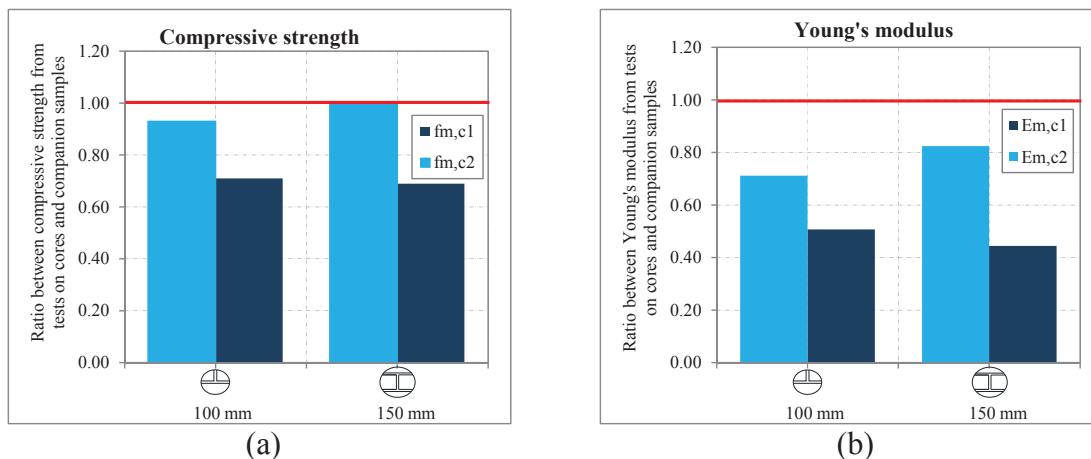 Compressive strength
Ratio between compressive strength from
tests on cores and companion samples
1.20
1.00
0.80
0.60
0.40
0.20
0.00
fm,c1
fm,c2
100 mm
150 mm
(a)
Young's modulus
Ratio between Young's modulus from tests
on cores and companion samples
1.20
1.00
0.80
0.60
0.40
0.20
0.00
Em,c1
Em,c2
100 mm
150 mm
(b)